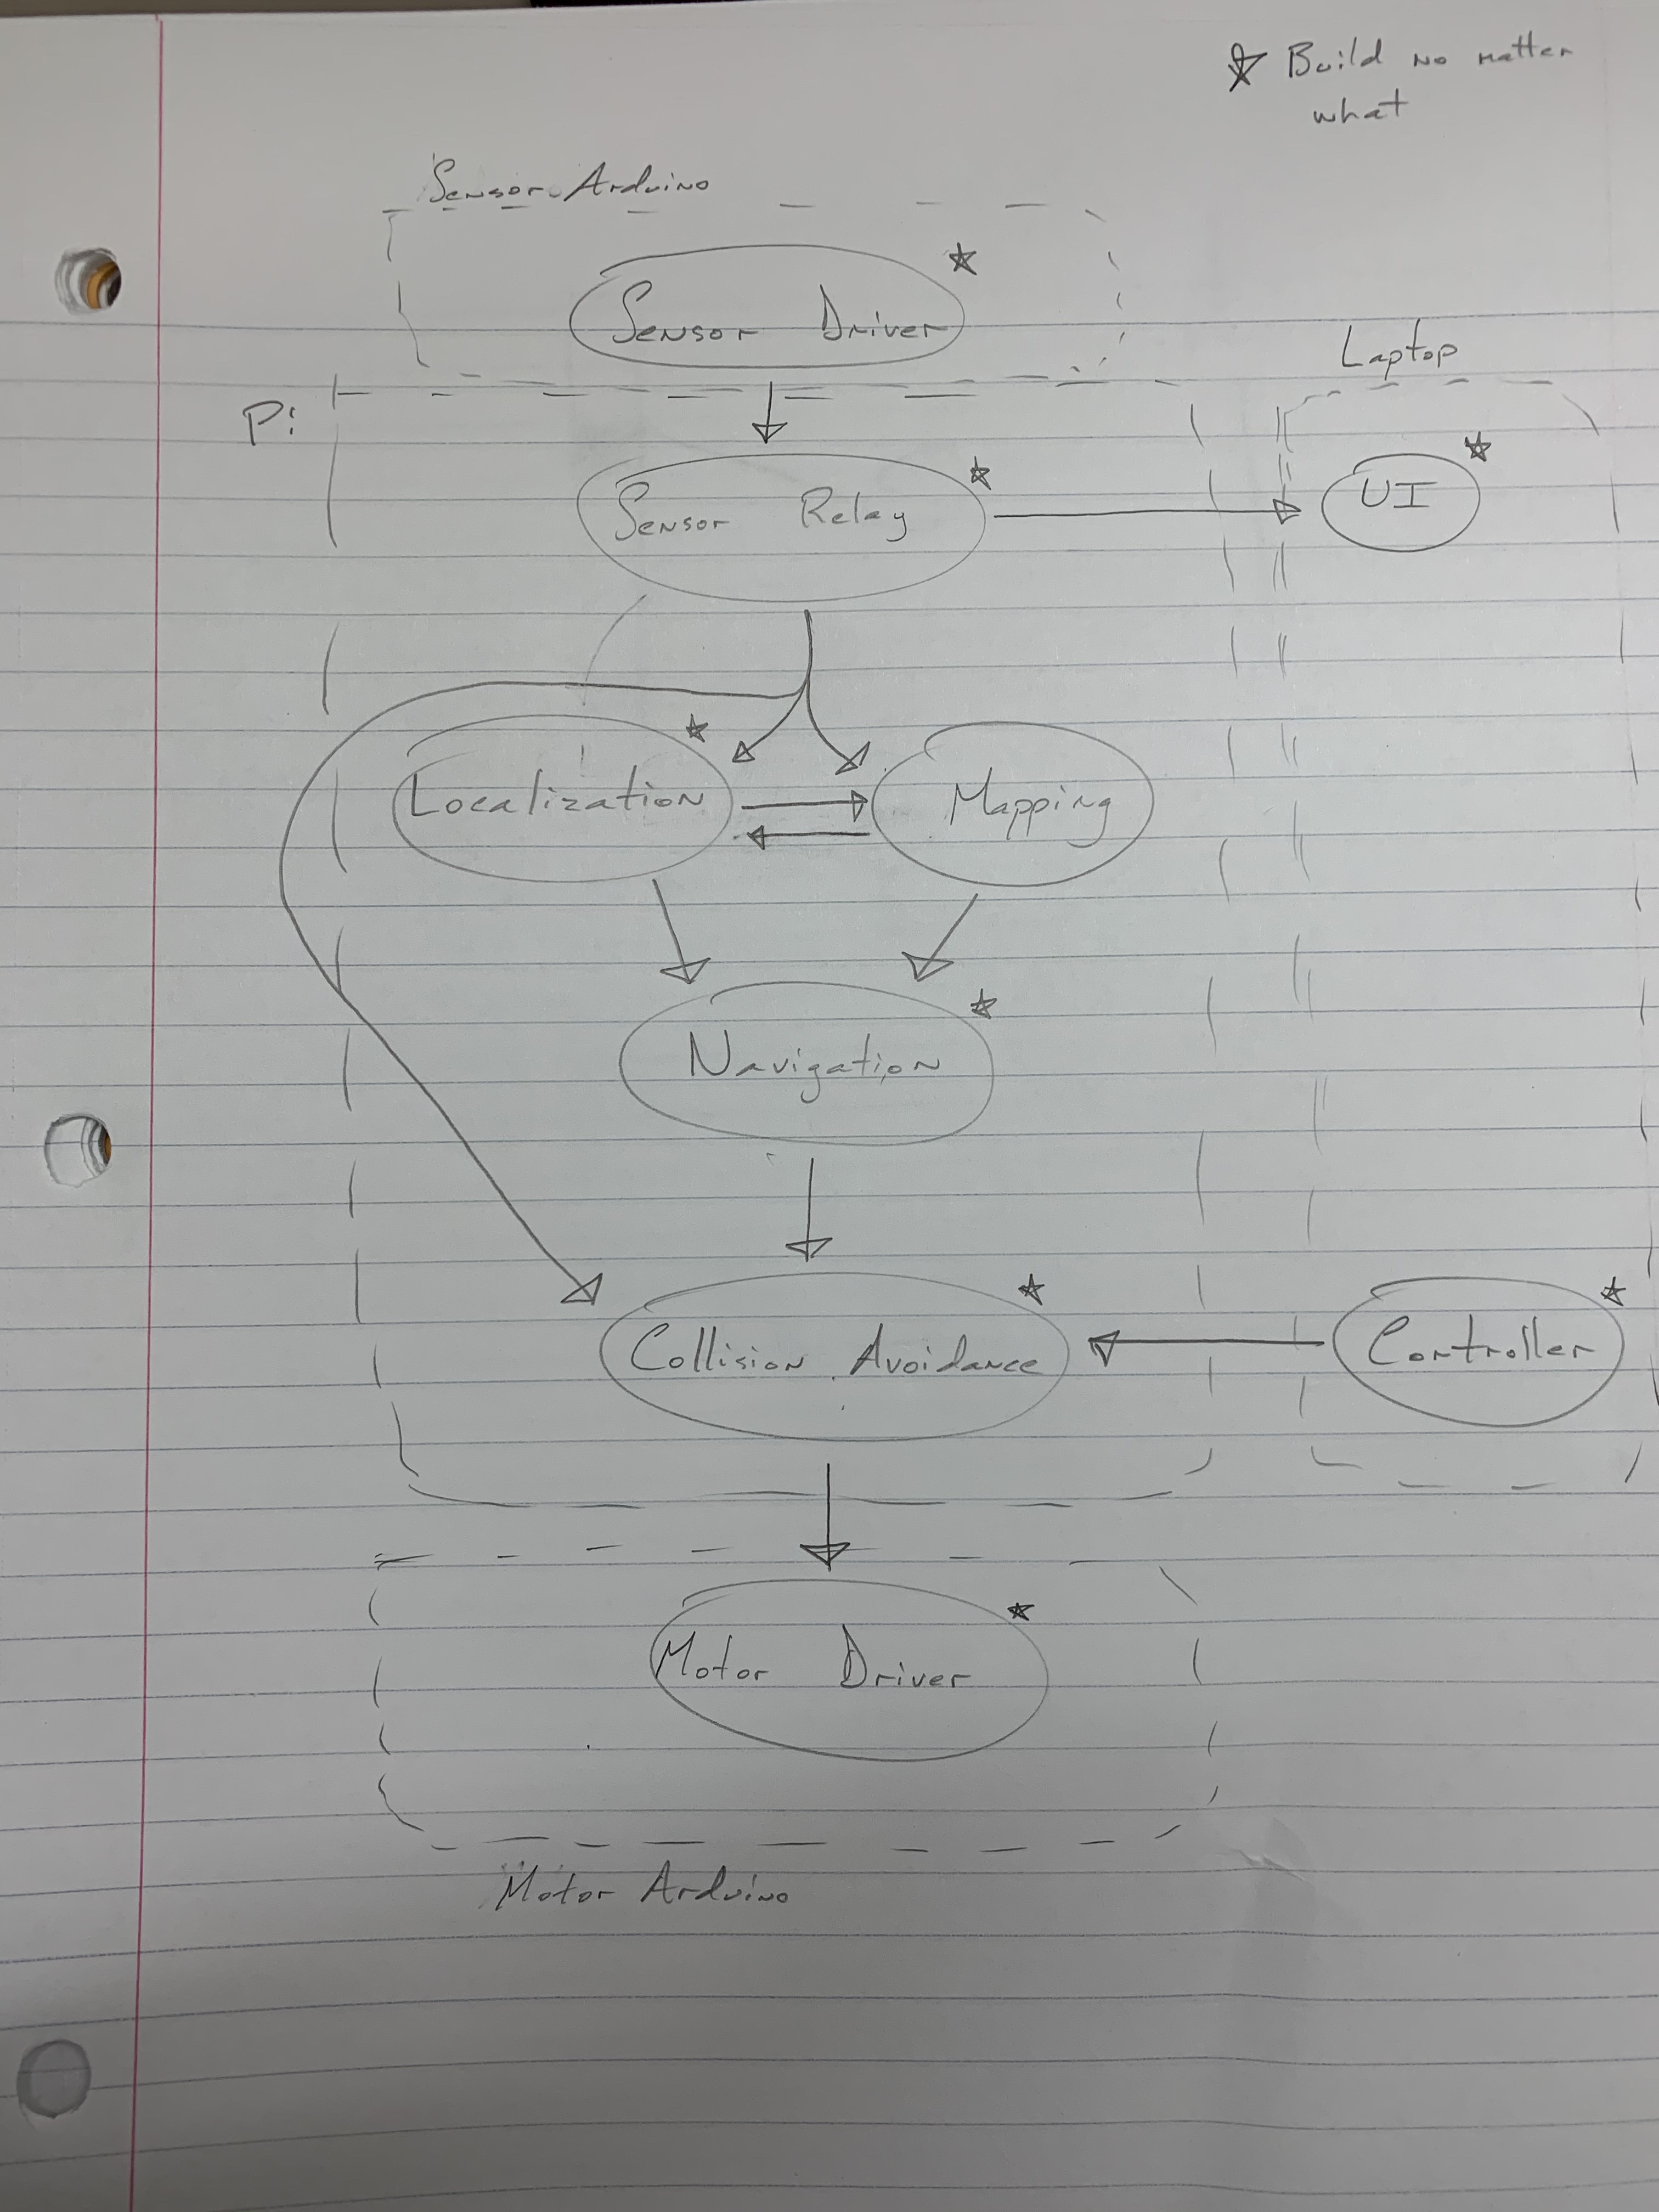 ☆ Build no matter
what
Sensor Arduino
Sensor Driver ☆
Laptop
Pi
Sensor Relay ☆
UI ☆
Localization ☆
Mapping
Navigation ☆
Collision Avoidance ☆
Controller ☆
Motor Driver ☆
Motor Arduino